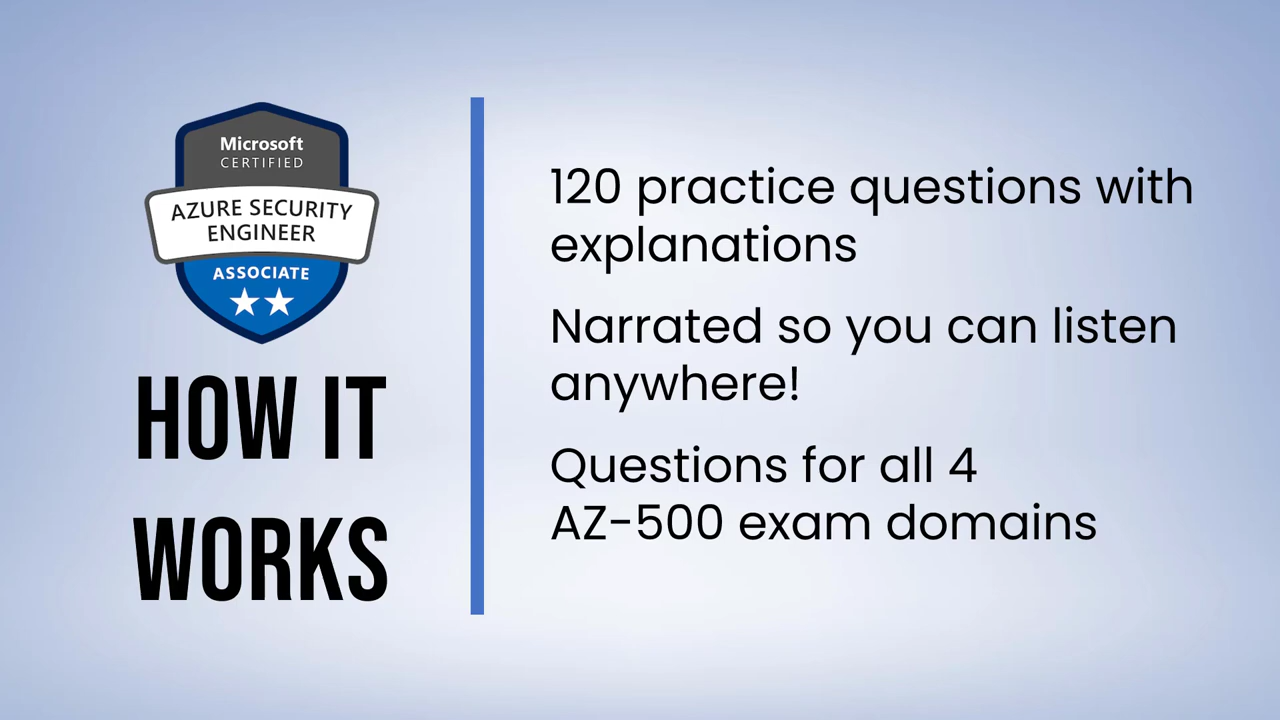 Microsoft
CERTIFIED
AZURE SECURITY
ENGINEER
ASSOCIATE
HOW IT
WORKS
120 practice questions with
explanations
Narrated so you can listen
anywhere!
Questions for all 4
AZ-500 exam domains